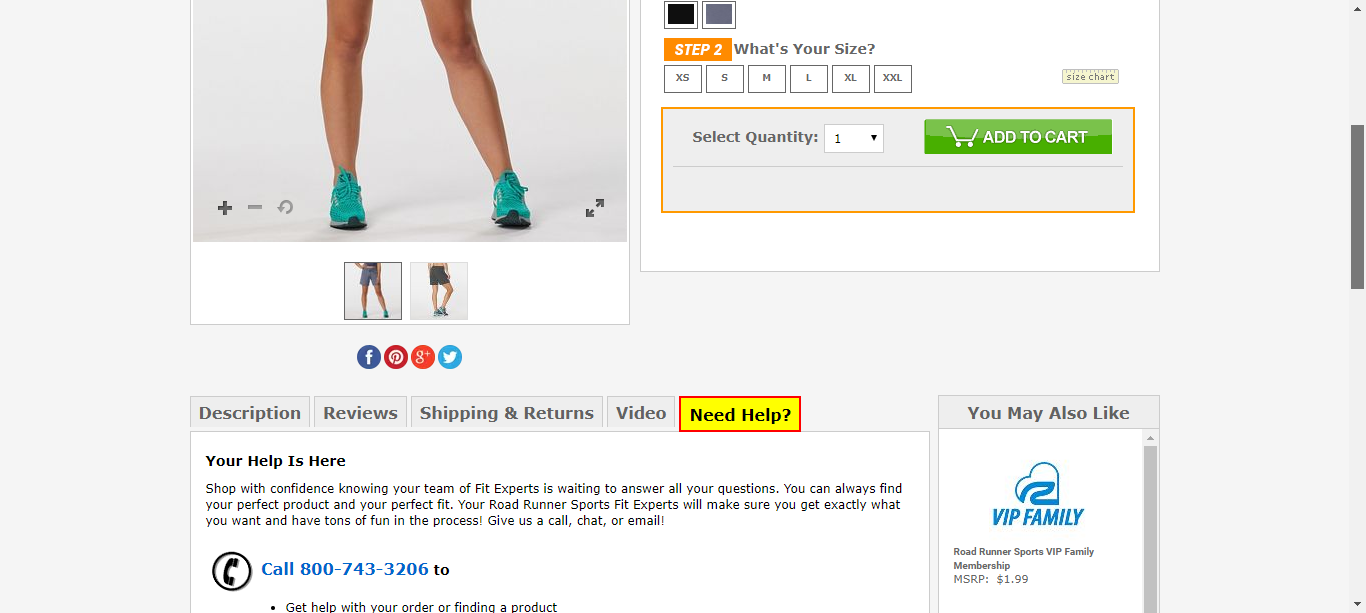 STEP 2 What's Your Size?
XS S M L XL XXL
size chart
Select Quantity: 1
ADD TO CART
f g+
Description Reviews Shipping & Returns Video Need Help?
You May Also Like
Your Help Is Here
Shop with confidence knowing your team of Fit Experts is waiting to answer all your questions. You can always find
your perfect product and your perfect fit. Your Road Runner Sports Fit Experts will make sure you get exactly what
you want and have tons of fun in the process! Give us a call, chat, or email!
Call 800-743-3206 to
• Get help with your order or finding a product
VIP FAMILY
Road Runner Sports VIP Family
Membership
MSRP: $1.99